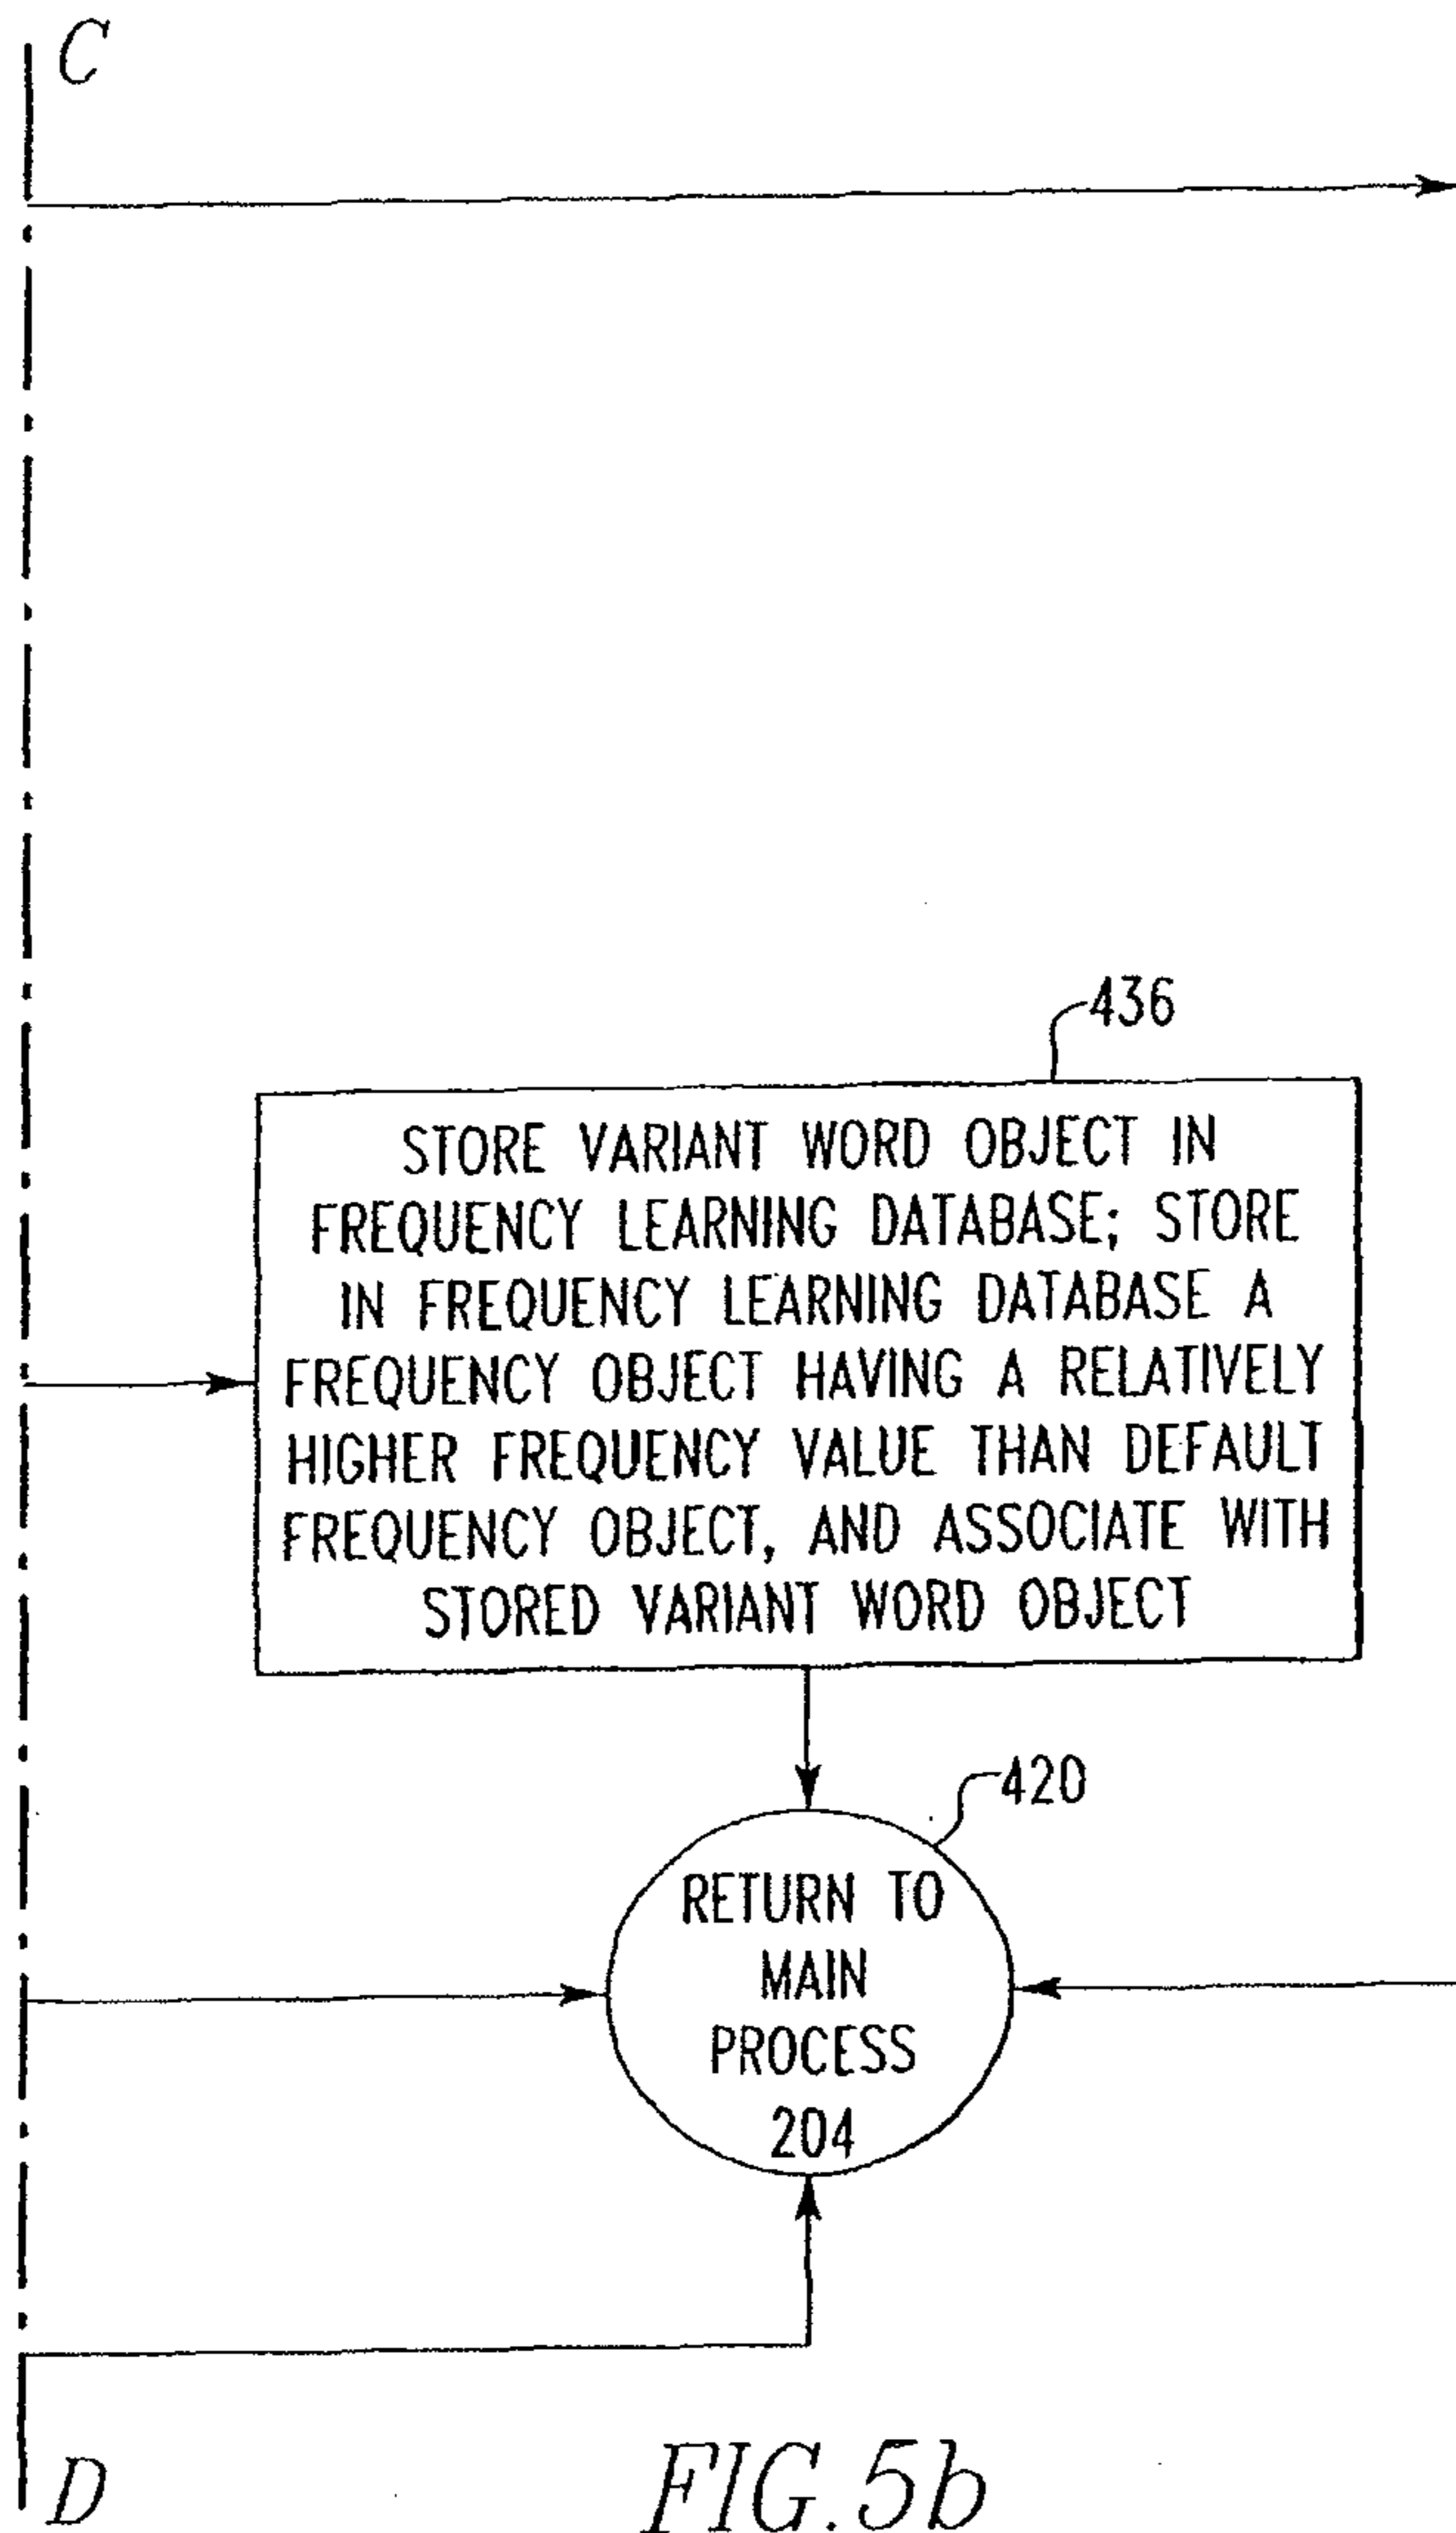 C
436
STORE VARIANT WORD OBJECT IN
FREQUENCY LEARNING DATABASE; STORE
IN FREQUENCY LEARNING DATABASE A
FREQUENCY OBJECT HAVING A RELATIVELY
HIGHER FREQUENCY VALUE THAN DEFAULT
FREQUENCY OBJECT, AND ASSOCIATE WITH
STORED VARIANT WORD OBJECT
420
RETURN TO
MAIN
PROCESS
204
D
FIG.5b